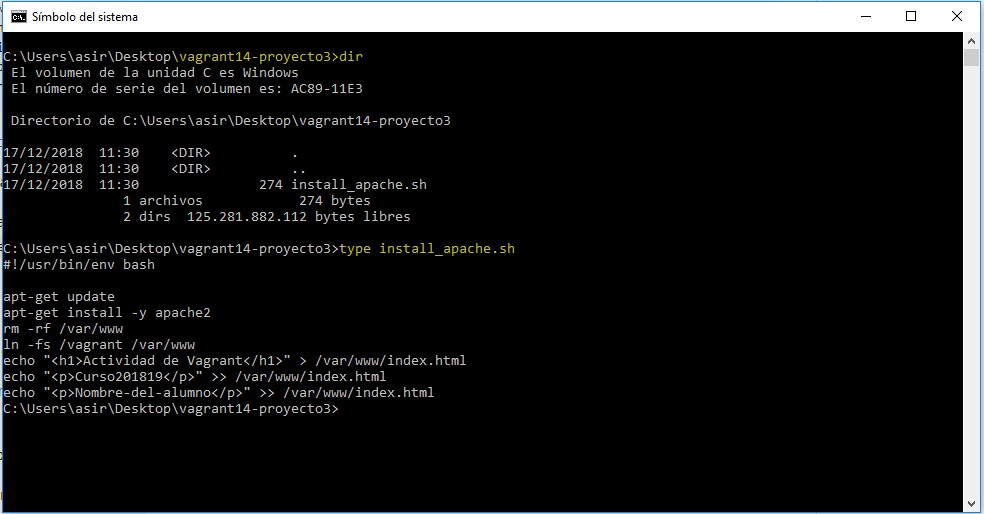 Símbolo del sistema
C:\Users\asir\Desktop\vagrant14-proyecto3>dir
 El volumen de la unidad C es Windows
 El número de serie del volumen es: AC89-11E3
 Directorio de C:\Users\asir\Desktop\vagrant14-proyecto3
17/12/2018  11:30    <DIR>          .
17/12/2018  11:30    <DIR>          ..
17/12/2018  11:30               274 install_apache.sh
               1 archivos            274 bytes
               2 dirs  125.281.882.112 bytes libres
C:\Users\asir\Desktop\vagrant14-proyecto3>type install_apache.sh
#!/usr/bin/env bash
apt-get update
apt-get install -y apache2
rm -rf /var/www
ln -fs /vagrant /var/www
echo "<h1>Actividad de Vagrant</h1>" > /var/www/index.html
echo "<p>Curso201819</p>" >> /var/www/index.html
echo "<p>Nombre-del-alumno</p>" >> /var/www/index.html
C:\Users\asir\Desktop\vagrant14-proyecto3>